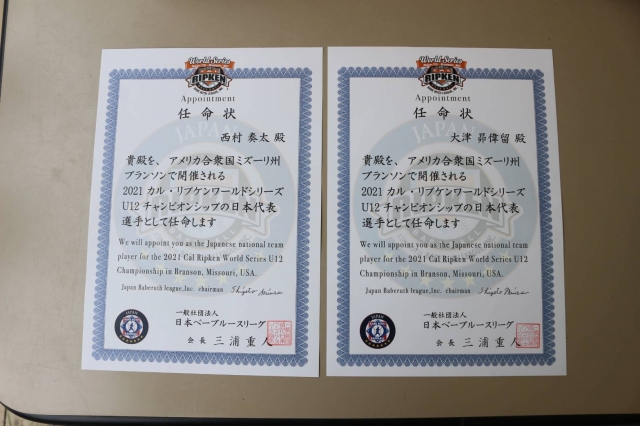 World Series
RIPKEN
Appointment
任命状
西村 奏太 殿
貴殿を、アメリカ合衆国ミズーリ州
ブランソンで開催される
2021 カル・リプケンワールドシリーズ
U12 チャンピオンシップの日本代表
選手として任命します
We will appoint you as the Japanese national team
player for the 2021 Cal Ripken World Series U12
Championship in Branson, Missouri, USA.
Japan Baberuth league,Inc. chairman
一般社団法人
日本ベーブルースリーグ
会長 三浦重人
JAPAN
World Series
RIPKEN
Appointment
任命状
大津 昴偉留 殿
貴殿を、アメリカ合衆国ミズーリ州
ブランソンで開催される
2021 カル・リプケンワールドシリーズ
U12 チャンピオンシップの日本代表
選手として任命します
We will appoint you as the Japanese national team
player for the 2021 Cal Ripken World Series U12
Championship in Branson, Missouri, USA.
Japan Baberuth league,Inc. chairman
一般社団法人
日本ベーブルースリーグ
会長 三浦重人
JAPAN